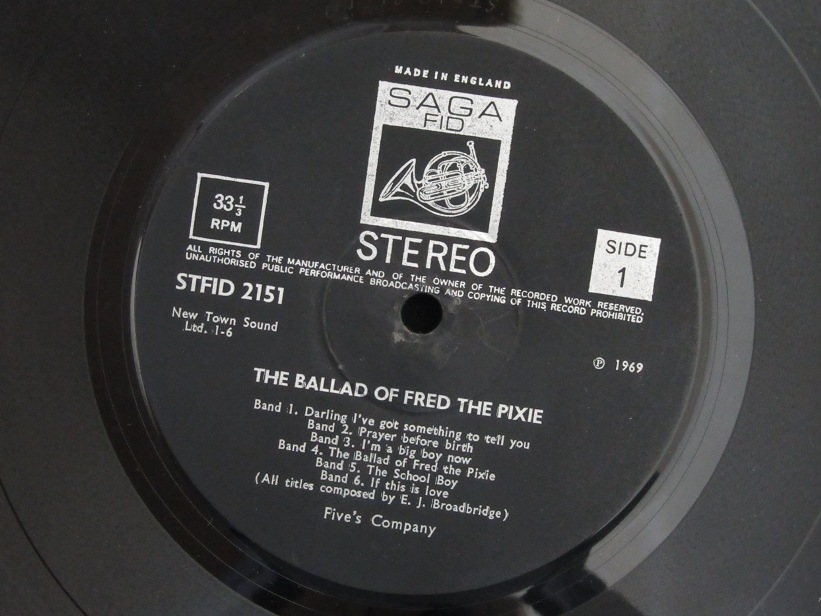 MADE IN ENGLAND
SAGA
FID
33⅓
RPM
STEREO
SIDE
1
ALL RIGHTS OF THE MANUFACTURER AND OF THE OWNER OF THE RECORDED WORK RESERVED.
UNAUTHORISED PUBLIC PERFORMANCE BROADCASTING AND COPYING OF THIS RECORD PROHIBITED
STFID 2151
New Town Sound
Ltd. 1-6
℗ 1969
THE BALLAD OF FRED THE PIXIE
Band 1. Darling I've got something to tell you
Band 2. Prayer before birth
Band 3. I'm a big boy now
Band 4. The Ballad of Fred the Pixie
Band 5. The School Boy
Band 6. If this is love
(All titles composed by E. J. Broadbridge)
Five's Company